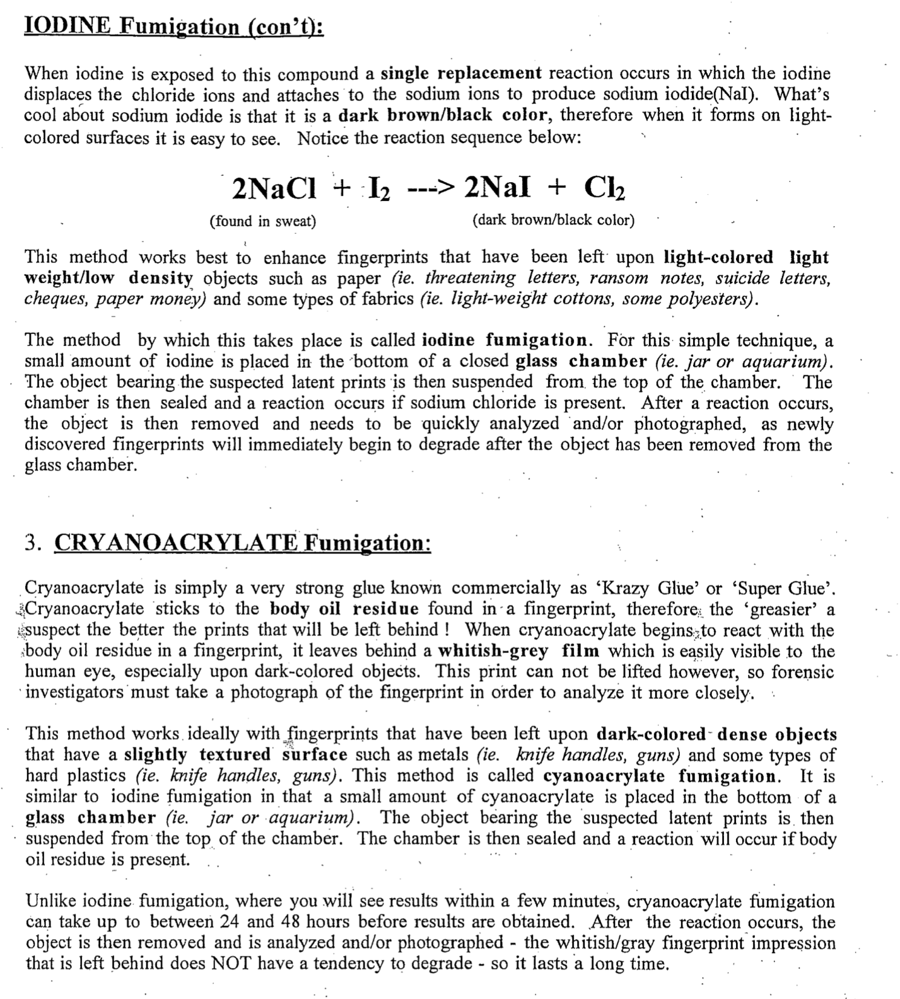 IODINE Fumigation (con't):
When iodine is exposed to this compound a single replacement reaction occurs in which the iodine
displaces the chloride ions and attaches to the sodium ions to produce sodium iodide(NaI). What's
cool about sodium iodide is that it is a dark brown/black color, therefore when it forms on light-
colored surfaces it is easy to see. Notice the reaction sequence below:
2NaCl + I₂ ---> 2NaI + Cl₂
(found in sweat) (dark brown/black color)
This method works best to enhance fingerprints that have been left upon light-colored light
weight/low density objects such as paper (ie. threatening letters, ransom notes, suicide letters,
cheques, paper money) and some types of fabrics (ie. light-weight cottons, some polyesters).
The method by which this takes place is called iodine fumigation. For this simple technique, a
small amount of iodine is placed in the bottom of a closed glass chamber (ie. jar or aquarium).
The object bearing the suspected latent prints is then suspended from the top of the chamber. The
chamber is then sealed and a reaction occurs if sodium chloride is present. After a reaction occurs,
the object is then removed and needs to be quickly analyzed and/or photographed, as newly
discovered fingerprints will immediately begin to degrade after the object has been removed from the
glass chamber.
3. CRYANOACRYLATE Fumigation:
Cryanoacrylate is simply a very strong glue known commercially as 'Krazy Glue' or 'Super Glue'.
Cryanoacrylate sticks to the body oil residue found in a fingerprint, therefore, the 'greasier' a
suspect the better the prints that will be left behind ! When cryanoacrylate begins to react with the
body oil residue in a fingerprint, it leaves behind a whitish-grey film which is easily visible to the
human eye, especially upon dark-colored objects. This print can not be lifted however, so forensic
investigators must take a photograph of the fingerprint in order to analyze it more closely.
This method works ideally with fingerprints that have been left upon dark-colored dense objects
that have a slightly textured surface such as metals (ie. knife handles, guns) and some types of
hard plastics (ie. knife handles, guns). This method is called cyanoacrylate fumigation. It is
similar to iodine fumigation in that a small amount of cyanoacrylate is placed in the bottom of a
glass chamber (ie. jar or aquarium). The object bearing the suspected latent prints is then
suspended from the top of the chamber. The chamber is then sealed and a reaction will occur if body
oil residue is present.
Unlike iodine fumigation, where you will see results within a few minutes, cryanoacrylate fumigation
can take up to between 24 and 48 hours before results are obtained. After the reaction occurs, the
object is then removed and is analyzed and/or photographed - the whitish/gray fingerprint impression
that is left behind does NOT have a tendency to degrade - so it lasts a long time.